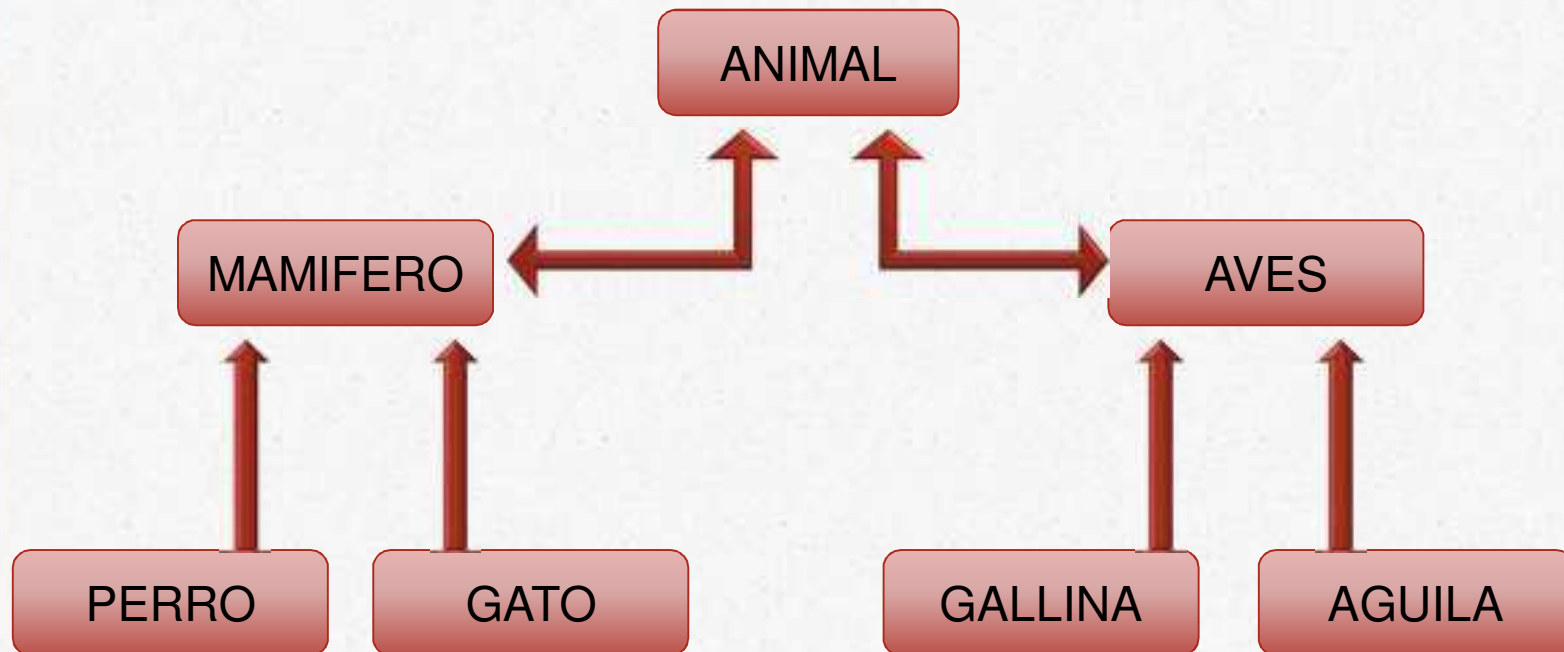 ANIMAL
MAMIFERO
AVES
PERRO
GATO
GALLINA
AGUILA